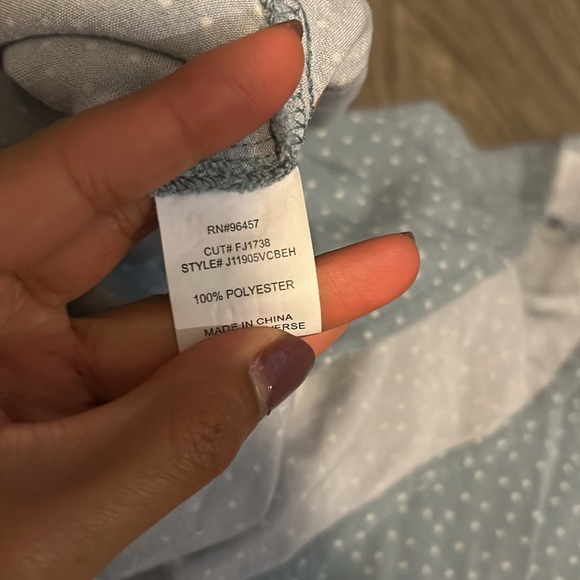 RN#96457
CUT# FJ1738
STYLE# J11905VCBEH
100% POLYESTER
MADE IN CHINA